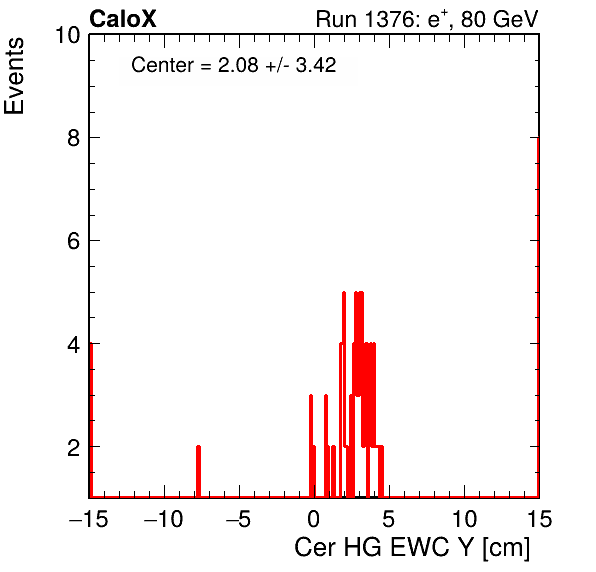 CaloX Run 1376: e⁺, 80 GeV
Center = 2.08 +/- 3.42
Events
10
8
6
4
2
−15 −10 −5 0 5 10 15
Cer HG EWC Y [cm]